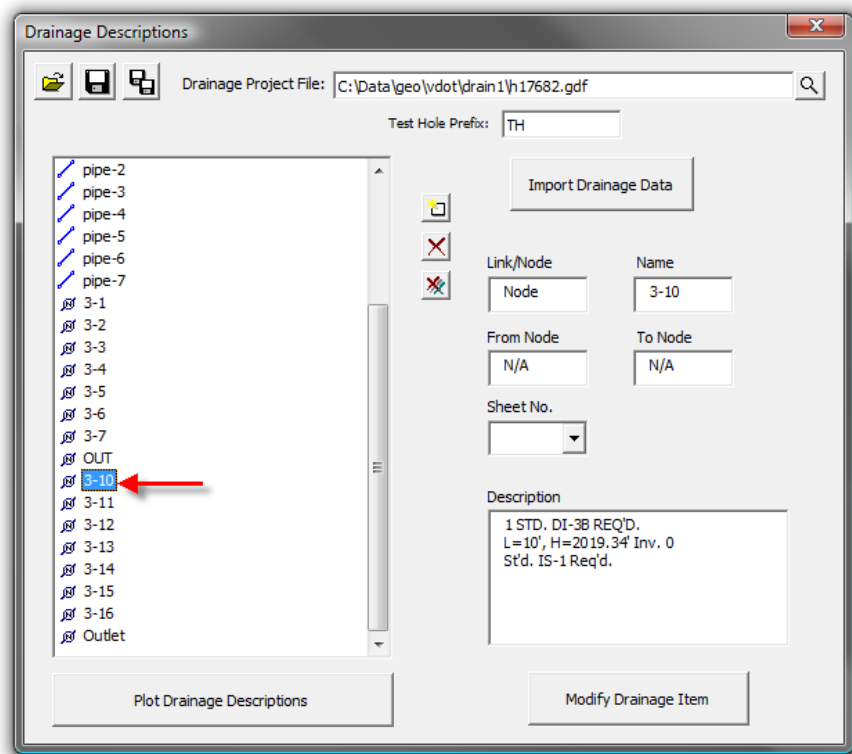 Drainage Descriptions
Drainage Project File: C:\Data\geo\vdot\drain1\h17682.gdf
Test Hole Prefix: TH
pipe-2
pipe-3
pipe-4
pipe-5
pipe-6
pipe-7
3-1
3-2
3-3
3-4
3-5
3-6
3-7
OUT
3-10
3-11
3-12
3-13
3-14
3-15
3-16
Outlet
Plot Drainage Descriptions
Import Drainage Data
Link/Node Name
Node 3-10
From Node To Node
N/A N/A
Sheet No.
Description
1 STD. DI-3B REQ'D.
L=10', H=2019.34' Inv. 0
St'd. IS-1 Req'd.
Modify Drainage Item